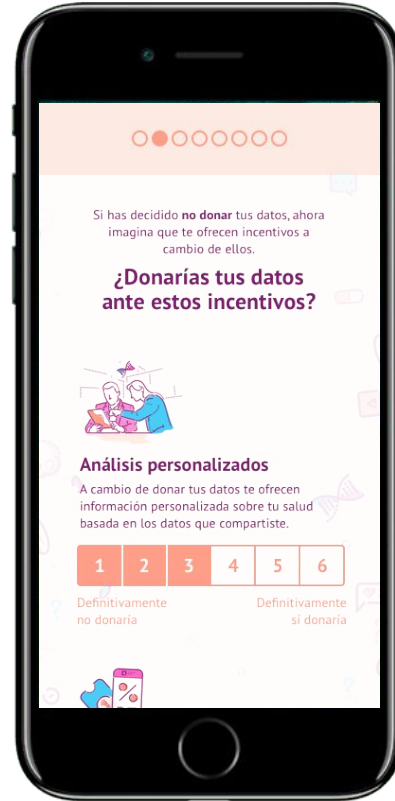 Si has decidido no donar tus datos, ahora
imagina que te ofrecen incentivos a
cambio de ellos.
¿Donarías tus datos
ante estos incentivos?
Análisis personalizados
A cambio de donar tus datos te ofrecen
información personalizada sobre tu salud
basada en los datos que compartiste.
1 2 3 4 5 6
Definitivamente Definitivamente
no donaría sí donaría